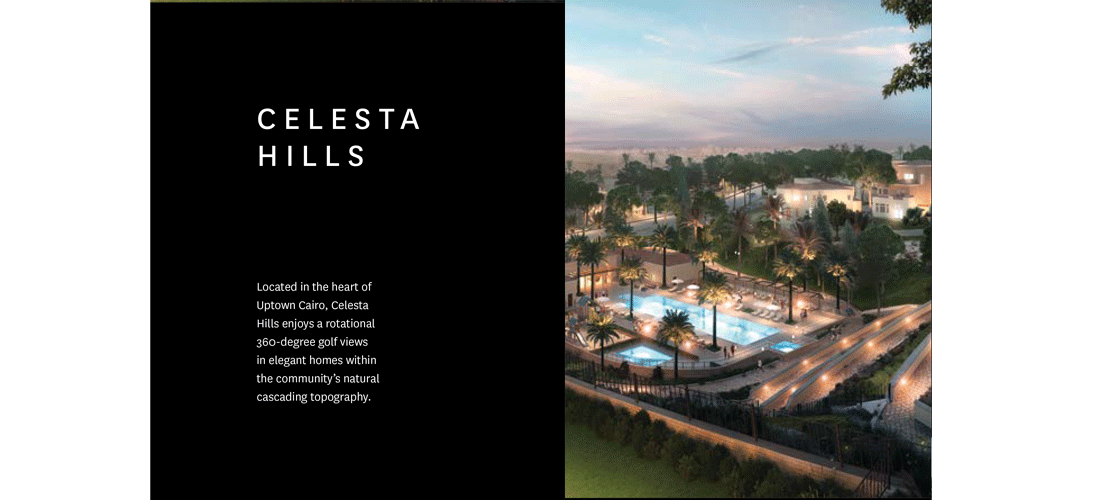 CELESTA
HILLS
Located in the heart of
Uptown Cairo, Celesta
Hills enjoys a rotational
360-degree golf views
in elegant homes within
the community’s natural
cascading topography.